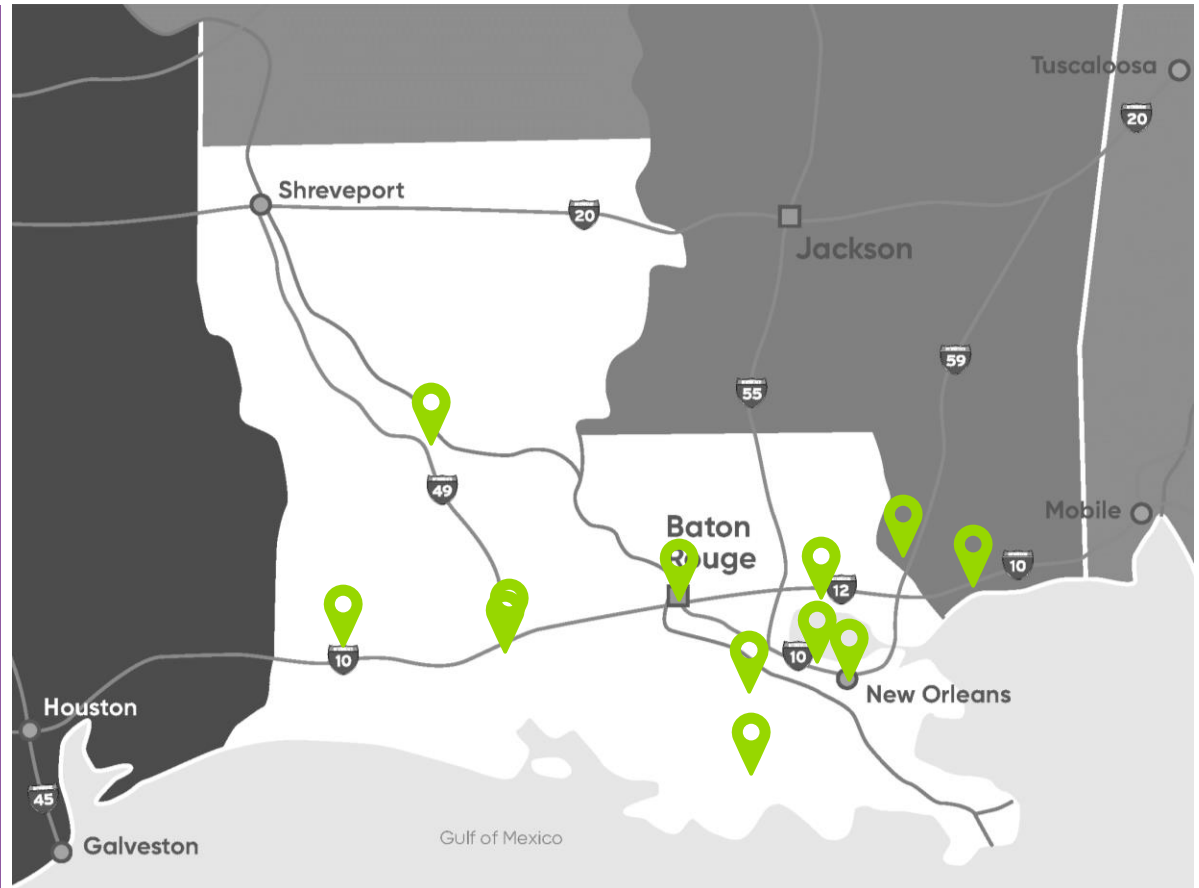 Tuscaloosa
20
Shreveport
20
Jackson
59
55
49
Mobile
Baton
Rouge
10
12
10
10
New Orleans
Houston
45
Galveston
Gulf of Mexico